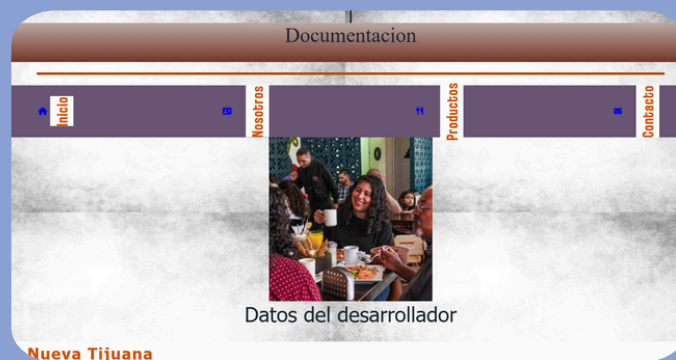 Documentacion
Inicio
Nosotros
Productos
Contacto
Datos del desarrollador
Nueva Tijuana